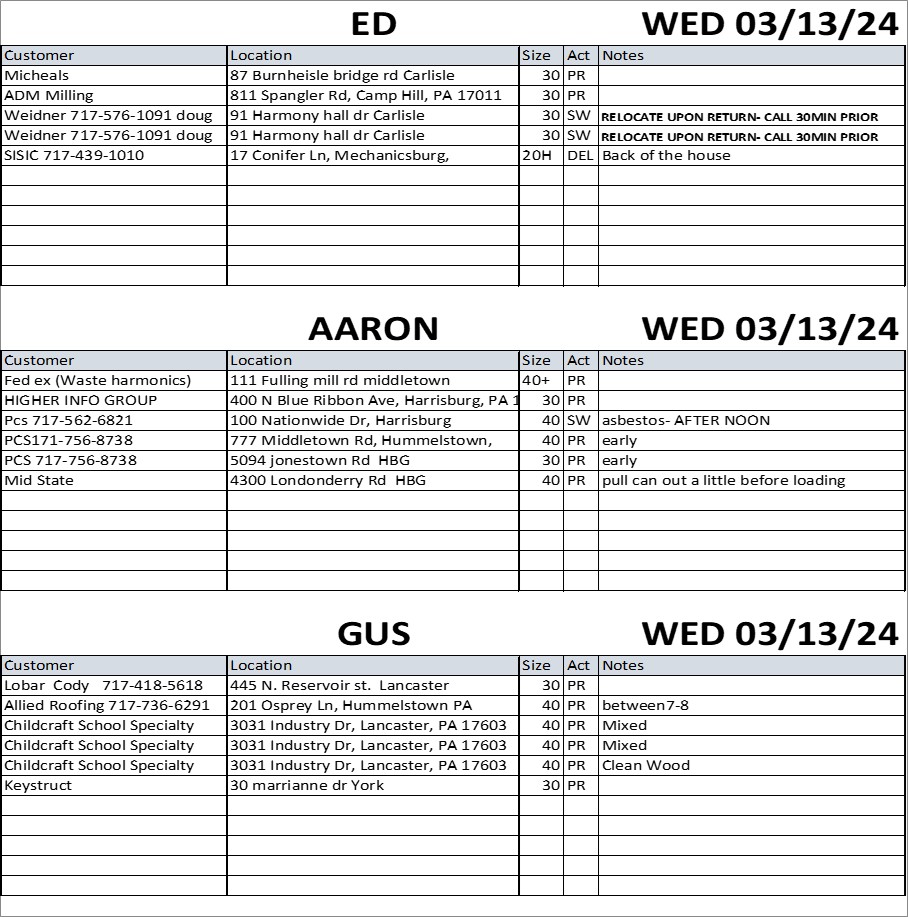 ED WED 03/13/24
Customer Location Size Act Notes
Micheals 87 Burnheisle bridge rd Carlisle 30 PR
ADM Milling 811 Spangler Rd, Camp Hill, PA 17011 30 PR
Weidner 717-576-1091 doug 91 Harmony hall dr Carlisle 30 SW RELOCATE UPON RETURN- CALL 30MIN PRIOR
Weidner 717-576-1091 doug 91 Harmony hall dr Carlisle 30 SW RELOCATE UPON RETURN- CALL 30MIN PRIOR
SISIC 717-439-1010 17 Conifer Ln, Mechanicsburg, 20H DEL Back of the house
AARON WED 03/13/24
Customer Location Size Act Notes
Fed ex (Waste harmonics) 111 Fulling mill rd middletown 40+ PR
HIGHER INFO GROUP 400 N Blue Ribbon Ave, Harrisburg, PA 1 30 PR
Pcs 717-562-6821 100 Nationwide Dr, Harrisburg 40 SW asbestos- AFTER NOON
PCS171-756-8738 777 Middletown Rd, Hummelstown, 40 PR early
PCS 717-756-8738 5094 jonestown Rd HBG 30 PR early
Mid State 4300 Londonderry Rd HBG 40 PR pull can out a little before loading
GUS WED 03/13/24
Customer Location Size Act Notes
Lobar Cody 717-418-5618 445 N. Reservoir st. Lancaster 30 PR
Allied Roofing 717-736-6291 201 Osprey Ln, Hummelstown PA 40 PR between7-8
Childcraft School Specialty 3031 Industry Dr, Lancaster, PA 17603 40 PR Mixed
Childcraft School Specialty 3031 Industry Dr, Lancaster, PA 17603 40 PR Mixed
Childcraft School Specialty 3031 Industry Dr, Lancaster, PA 17603 40 PR Clean Wood
Keystruct 30 marrianne dr York 30 PR